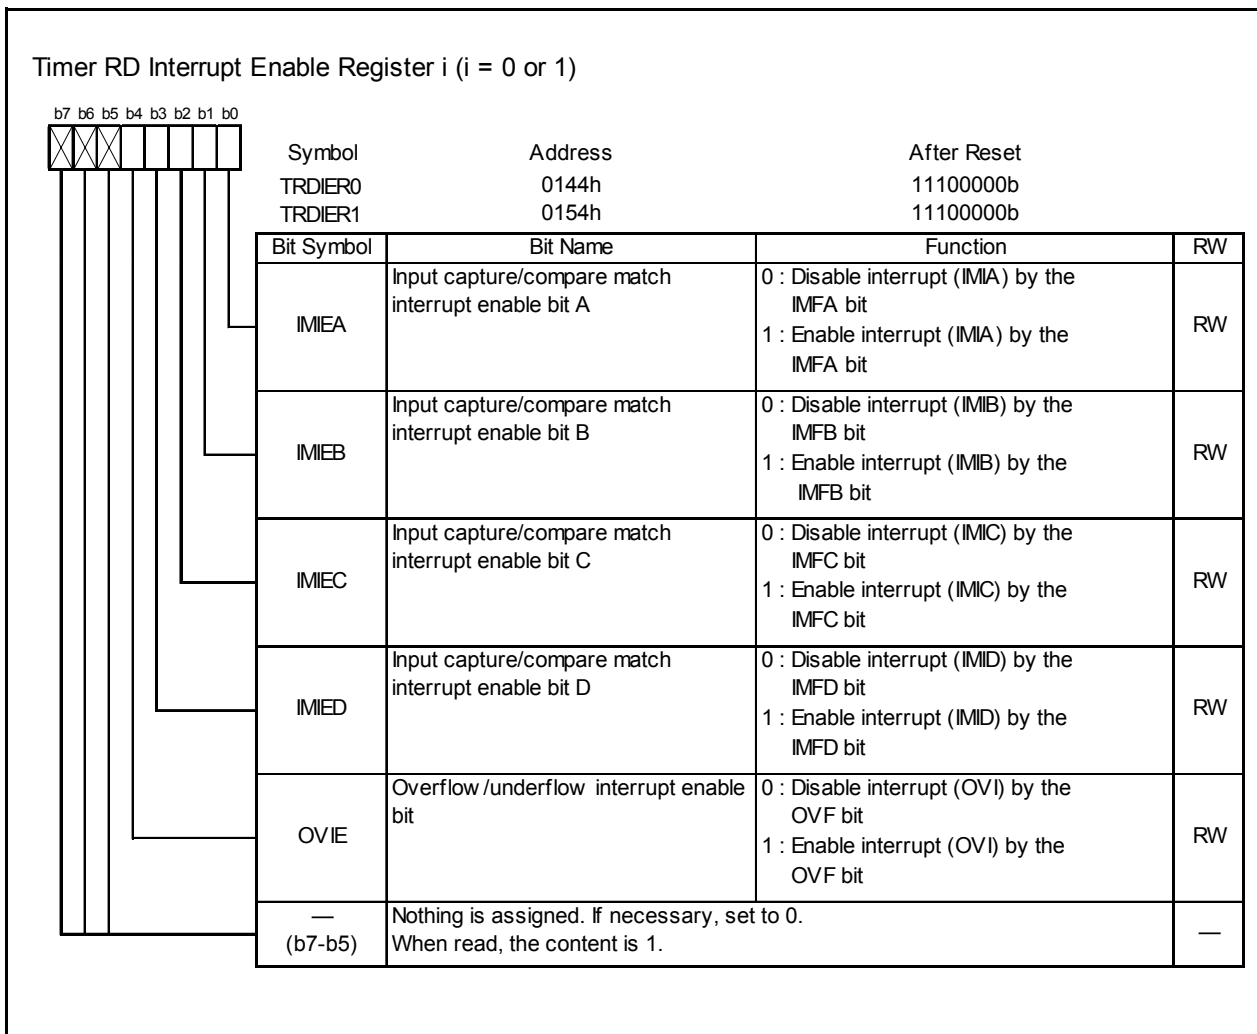 Timer RD Interrupt Enable Register i (i = 0 or 1)
b7 b6 b5 b4 b3 b2 b1 b0
Symbol Address After Reset
TRDIER0 0144h 11100000b
TRDIER1 0154h 11100000b
Bit Symbol Bit Name Function RW
IMIEA
Input capture/compare match
interrupt enable bit A
0 : Disable interrupt (IMIA) by the
IMFA bit
1 : Enable interrupt (IMIA) by the
IMFA bit
RW
IMIEB
Input capture/compare match
interrupt enable bit B
0 : Disable interrupt (IMIB) by the
IMFB bit
1 : Enable interrupt (IMIB) by the
IMFB bit
RW
IMIEC
Input capture/compare match
interrupt enable bit C
0 : Disable interrupt (IMIC) by the
IMFC bit
1 : Enable interrupt (IMIC) by the
IMFC bit
RW
IMIED
Input capture/compare match
interrupt enable bit D
0 : Disable interrupt (IMID) by the
IMFD bit
1 : Enable interrupt (IMID) by the
IMFD bit
RW
OVIE
Overflow/underflow interrupt enable
bit
0 : Disable interrupt (OVI) by the
OVF bit
1 : Enable interrupt (OVI) by the
OVF bit
RW
—
(b7-b5)
Nothing is assigned. If necessary, set to 0.
When read, the content is 1.
—